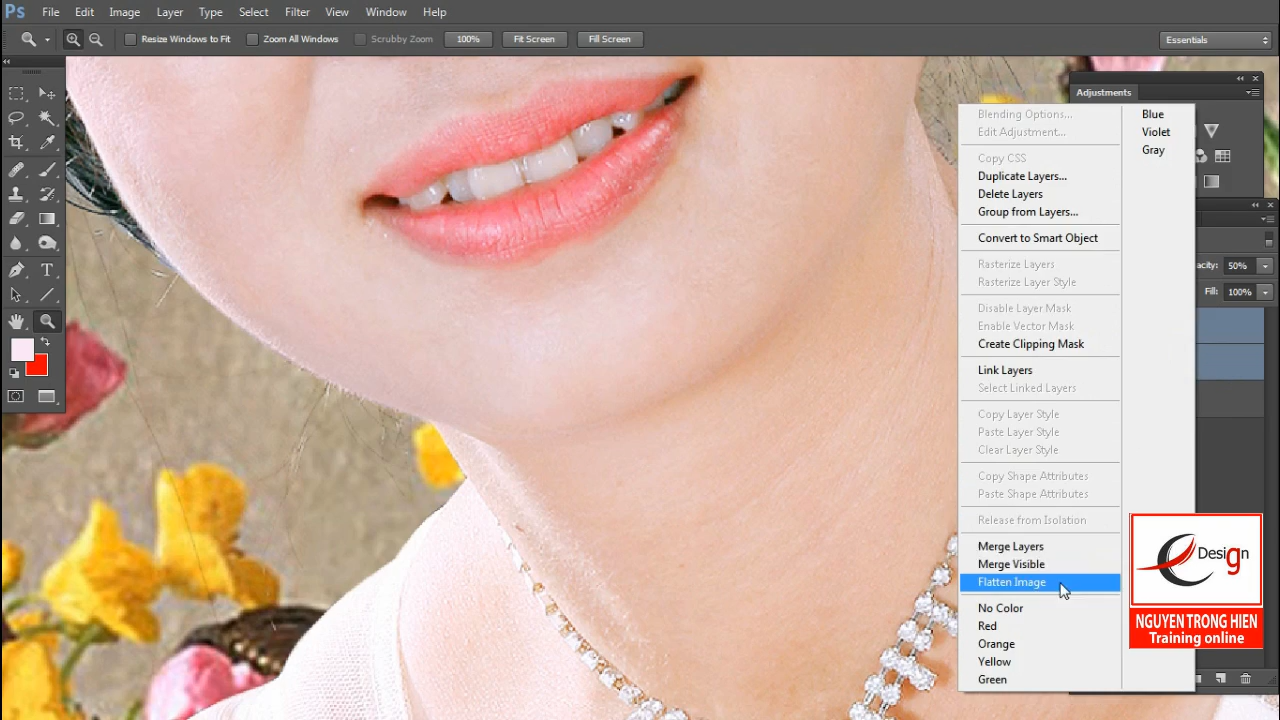 Ps File Edit Image Layer Type Select Filter View Window Help
Resize Windows to Fit Zoom All Windows Scrubby Zoom 100% Fit Screen Fill Screen Essentials
Adjustments
Blending Options...
Edit Adjustment...
Copy CSS
Duplicate Layers...
Delete Layers
Group from Layers...
Convert to Smart Object
Rasterize Layers
Rasterize Layer Style
Disable Layer Mask
Enable Vector Mask
Create Clipping Mask
Link Layers
Select Linked Layers
Copy Layer Style
Paste Layer Style
Clear Layer Style
Copy Shape Attributes
Paste Shape Attributes
Release from Isolation
Merge Layers
Merge Visible
Flatten Image
No Color
Red
Orange
Yellow
Green
Blue
Violet
Gray
acity: 50%
Fill: 100%
T
Design
NGUYEN TRONG HIEN
Training online